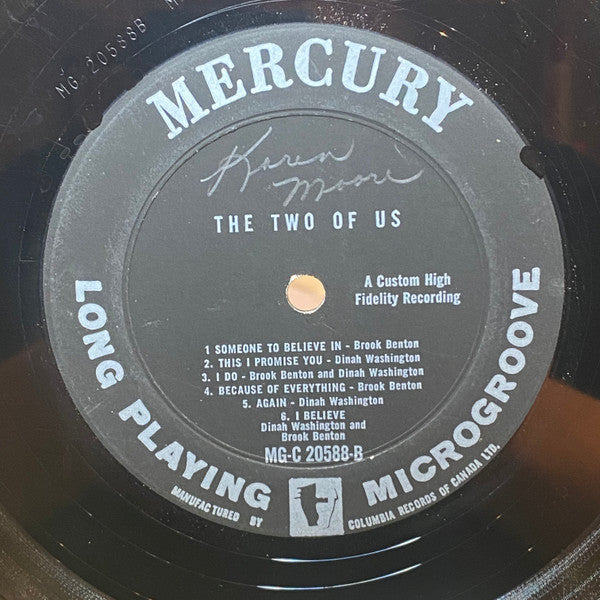 MG 20588B M
MERCURY
Karen
Moore
THE TWO OF US
A Custom High
Fidelity Recording
1 SOMEONE TO BELIEVE IN - Brook Benton
2. THIS I PROMISE YOU - Dinah Washington
3. I DO - Brook Benton and Dinah Washington
4. BECAUSE OF EVERYTHING - Brook Benton
5. AGAIN - Dinah Washington
6. I BELIEVE
Dinah Washington and
Brook Benton
MG-C 20588-B
LONG PLAYING
MICROGROOVE
MANUFACTURED BY
COLUMBIA RECORDS OF CANADA LTD.